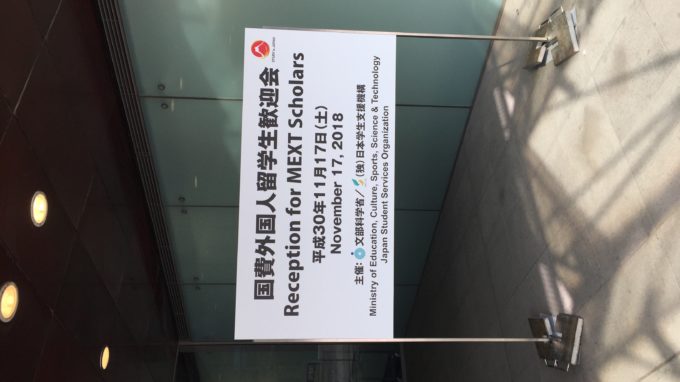 国費外国人留学生歓迎会
Reception for MEXT Scholars
平成30年11月17日(土)
November 17, 2018
主催: 文部科学省/(独)日本学生支援機構
Ministry of Education, Culture, Sports, Science & Technology
Japan Student Services Organization